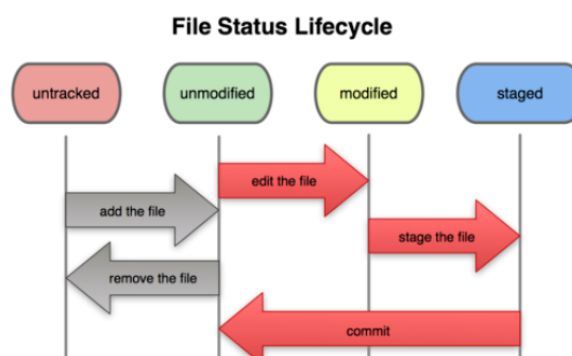 File Status Lifecycle
untracked
unmodified
modified
staged
edit the file
add the file
stage the file
remove the file
commit